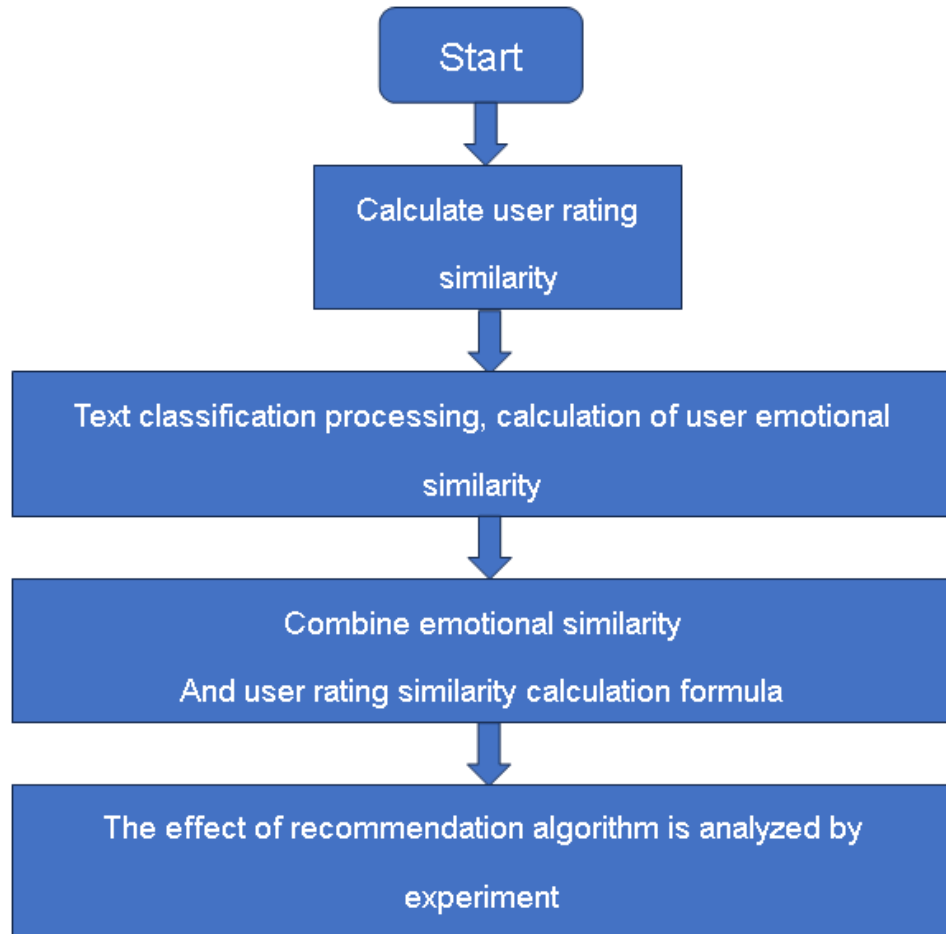 Start
Calculate user rating
similarity
Text classification processing, calculation of user emotional
similarity
Combine emotional similarity
And user rating similarity calculation formula
The effect of recommendation algorithm is analyzed by
experiment